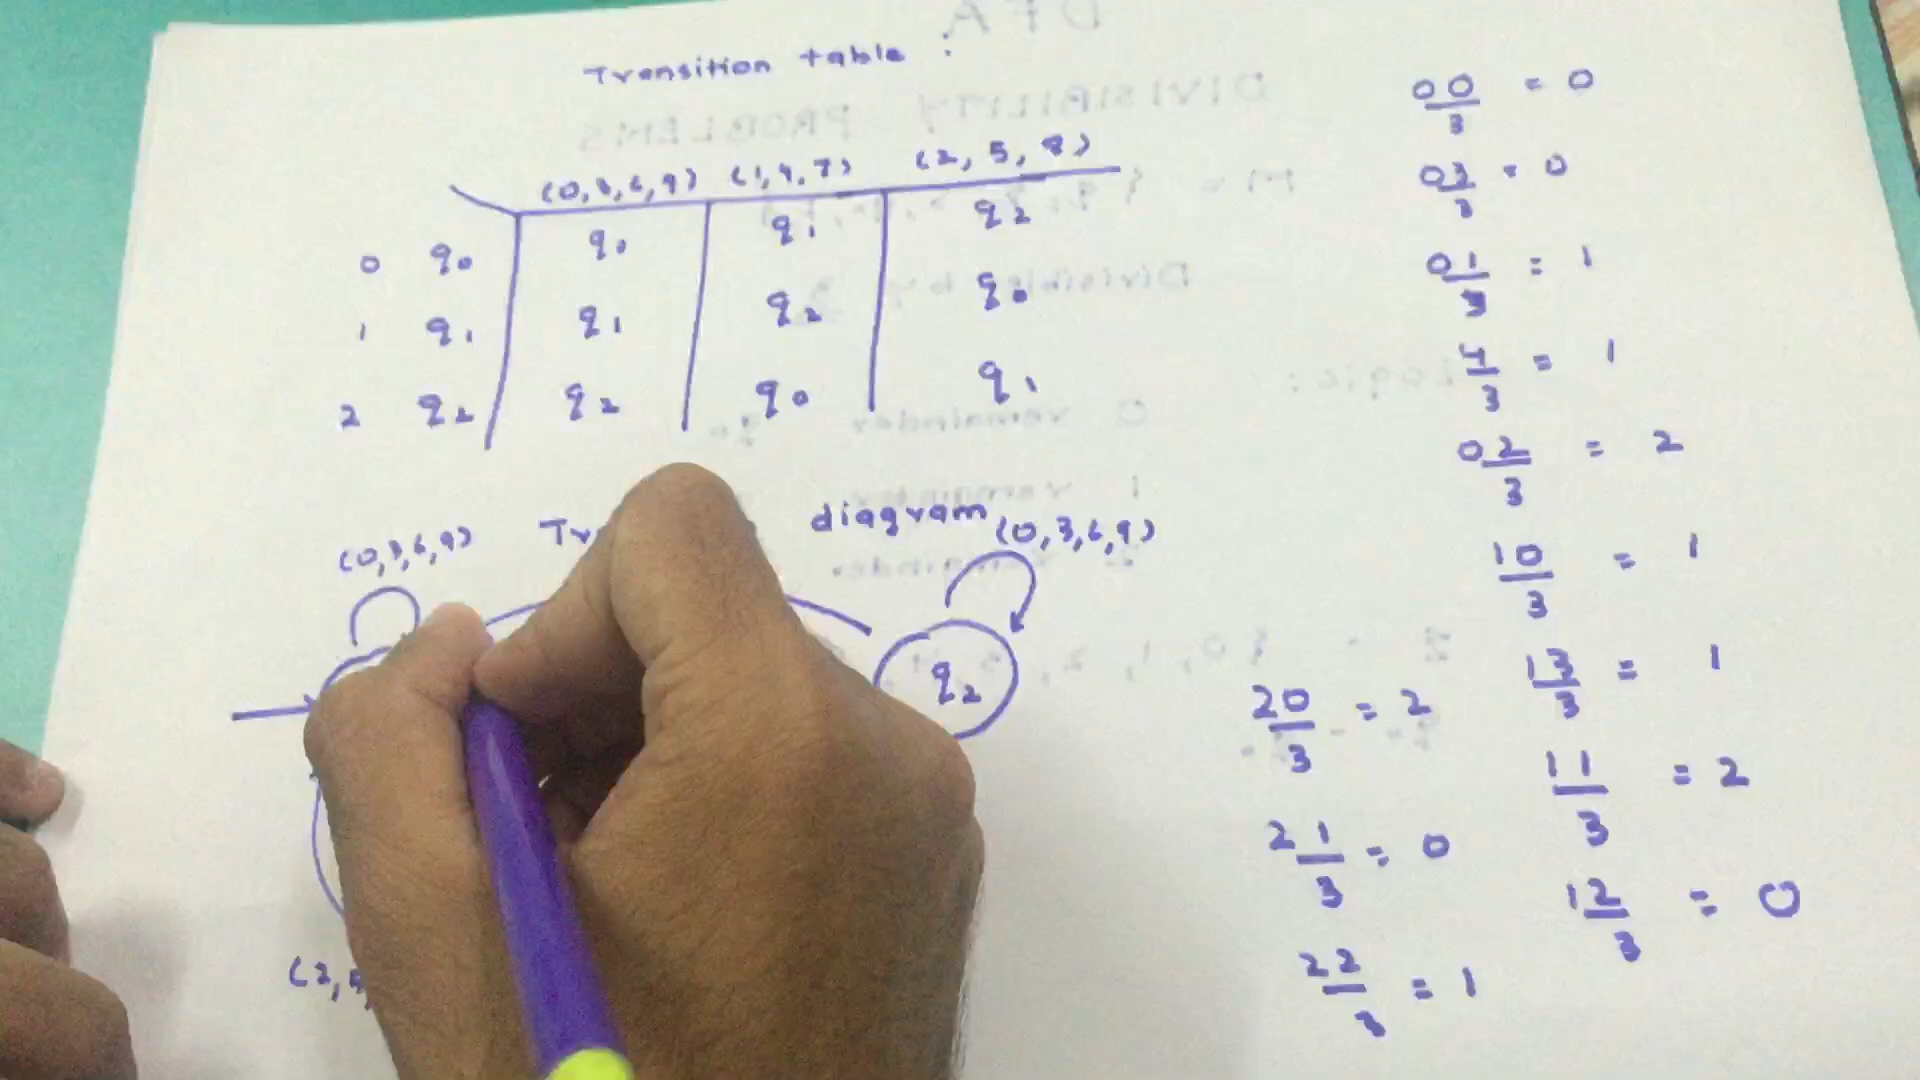 Transition table :
(0,3,6,9) (1,4,7) (2, 5, 8)
0 q0 q0 q1 q2
1 q1 q1 q2 q0
2 q2 q2 q0 q1
diagram
(0,3,6,9) (0,3,6,9)
q2
(2,5,
00/3 = 0
03/3 = 0
01/3 = 1
4/3 = 1
02/3 = 2
10/3 = 1
13/3 = 1
11/3 = 2
12/3 = 0
20/3 = 2
21/3 = 0
22/3 = 1